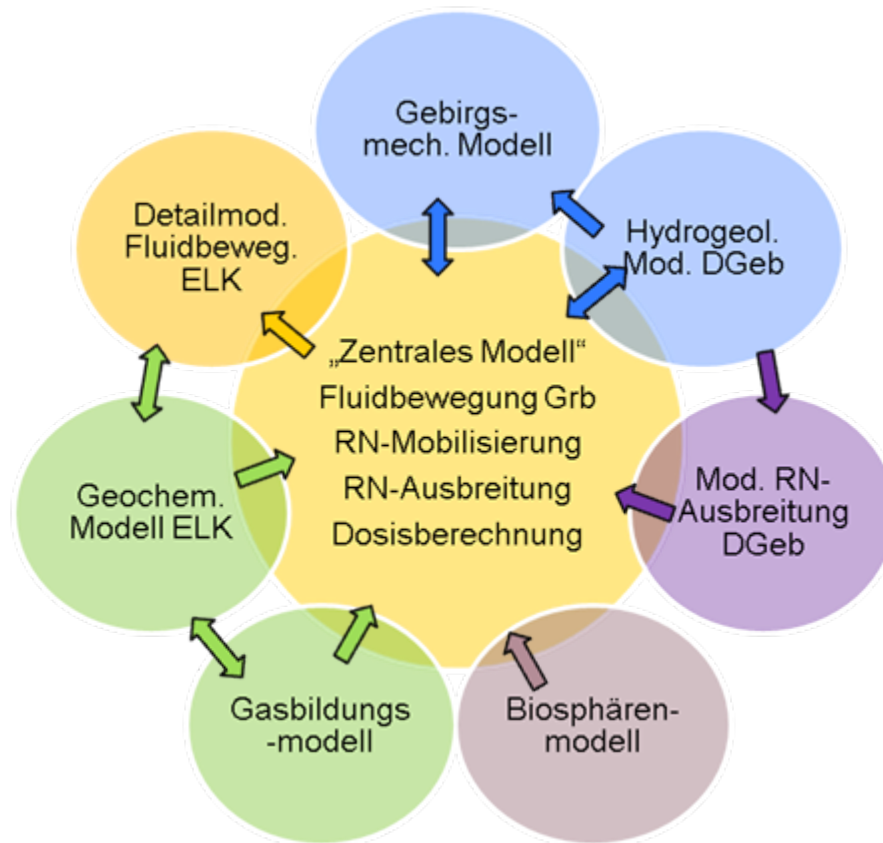 Gebirgs-
mech. Modell
Detailmod.
Fluidbeweg.
ELK
Hydrogeol.
Mod. DGeb
„Zentrales Modell“
Fluidbewegung Grb
RN-Mobilisierung
RN-Ausbreitung
Dosisberechnung
Geochem.
Modell ELK
Mod. RN-
Ausbreitung
DGeb
Gasbildungs
-modell
Biosphären-
modell